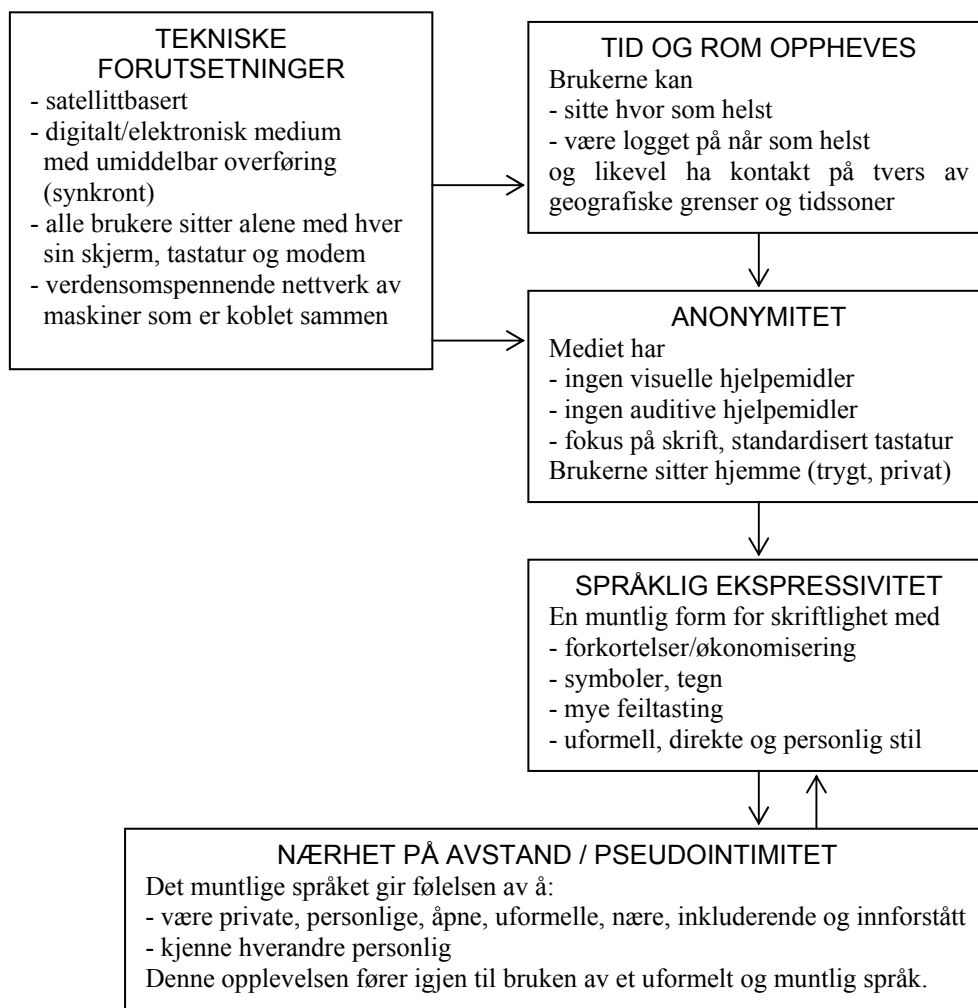 TEKNISKE
FORUTSETNINGER
- satellittbasert
- digitalt/elektronisk medium
med umiddelbar overføring
(synkront)
- alle brukere sitter alene med hver
sin skjerm, tastatur og modem
- verdensomspennende nettverk av
maskiner som er koblet sammen
TID OG ROM OPPHEVES
Brukerne kan
- sitte hvor som helst
- være logget på når som helst
og likevel ha kontakt på tvers av
geografiske grenser og tidssoner
ANONYMITET
Mediet har
- ingen visuelle hjelpemidler
- ingen auditive hjelpemidler
- fokus på skrift, standardisert tastatur
Brukerne sitter hjemme (trygt, privat)
SPRÅKLIG EKSPRESSIVITET
En muntlig form for skriftlighet med
- forkortelser/økonomisering
- symboler, tegn
- mye feiltasting
- uformell, direkte og personlig stil
NÆRHET PÅ AVSTAND / PSEUDOINTIMITET
Det muntlige språket gir følelsen av å:
- være private, personlige, åpne, uformelle, nære, inkluderende og innforstått
- kjenne hverandre personlig
Denne opplevelsen fører igjen til bruken av et uformelt og muntlig språk.